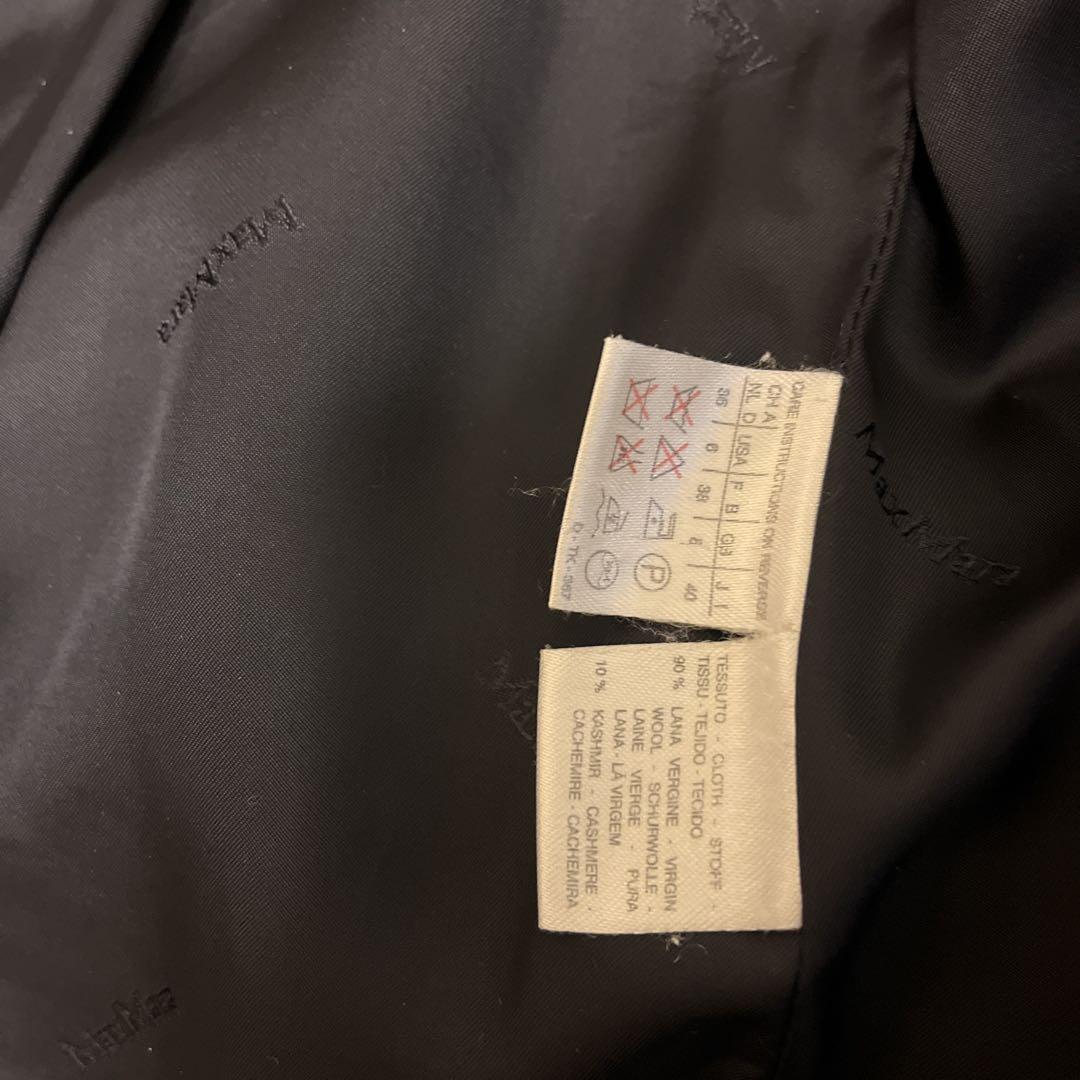 MaxMara
MaxMara
CARE INSTRUCTIONS ON REVERSE
CH A
NL D USA F B GB J I
36 6 38 8 40
P
TESSUTO - CLOTH - STOFF -
TISSU - TEJIDO - TECIDO
90 % LANA VERGINE - VIRGIN
WOOL - SCHURWOLLE -
LAINE VIERGE - PURA
LANA - LÃ VIRGEM
10 % KASHMIR - CASHMERE -
CACHEMIRE - CACHEMIRA